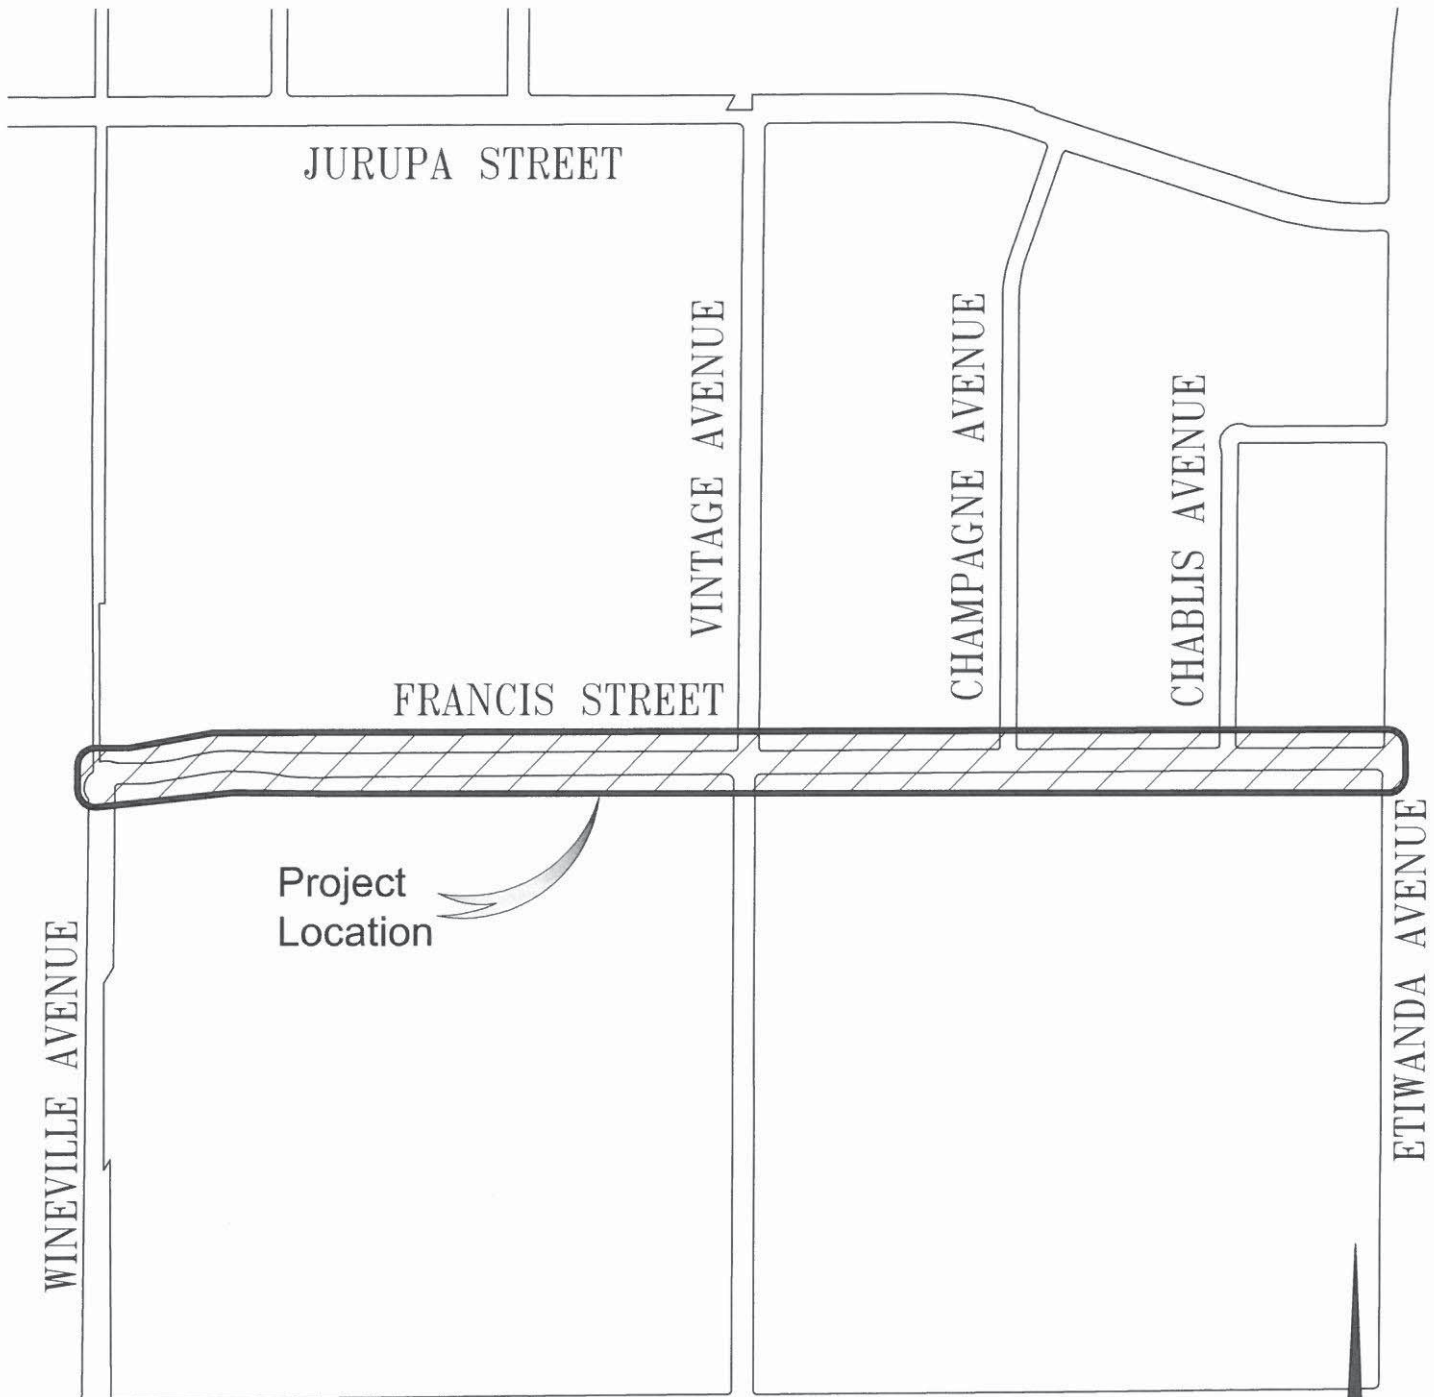 JURUPA STREET
VINTAGE AVENUE
CHAMPAGNE AVENUE
CHABLIS AVENUE
FRANCIS STREET
Project
Location
WINEVILLE AVENUE
ETIWANDA AVENUE